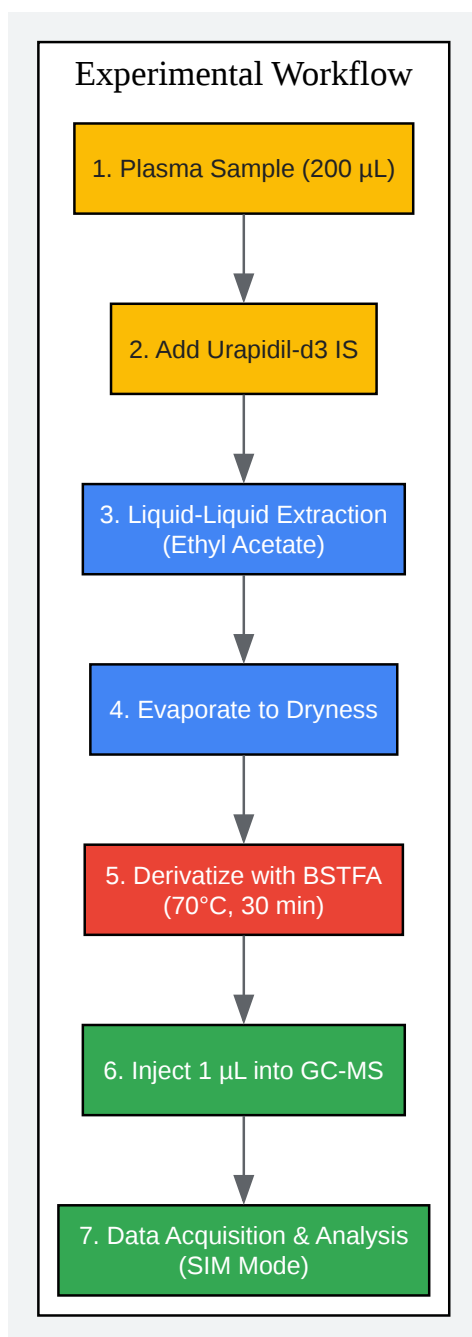 Experimental Workflow
1. Plasma Sample (200 µL)
2. Add Urapidil-d3 IS
3. Liquid-Liquid Extraction
(Ethyl Acetate)
4. Evaporate to Dryness
5. Derivatize with BSTFA
(70°C, 30 min)
6. Inject 1 µL into GC-MS
7. Data Acquisition & Analysis
(SIM Mode)